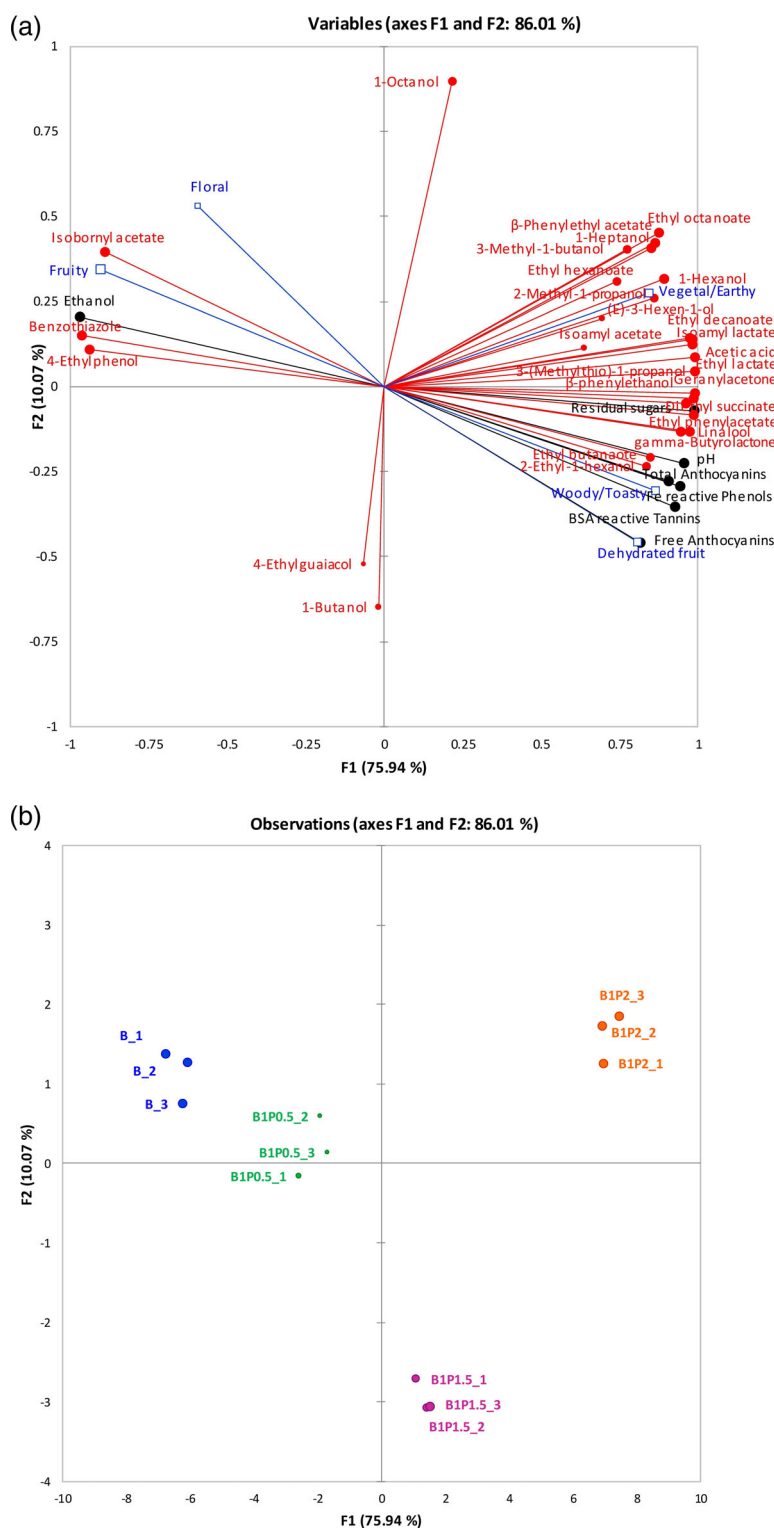 (a)
Variables (axes F1 and F2: 86.01 %)
1
1-Octanol
0.75
Floral
0.5
β-Phenylethyl acetate
Ethyl octoanoate
Isobornyl acetate
1-Heptanol
3-Methyl-1-butanol
Fruity
Ethyl hexanoate
1-Hexanol
2-Methyl-1-propanol
Vegetal/Earthy
0.25
Ethanol
(E)-3-Hexen-1-ol
Ethyl decanoate
Benzothiazole
Isoamyl acetate
Isoamyl lactate
4-Ethylphenol
Acetic acid
3-(Methylthio)-1-propanol
Ethyl lactate
0
β-phenylethanol
Geranylacetone
Residual sugars
succinate
Ethyl phenylacetate
Linalool
gamma-Butyrolactone
Ethyl butanaote
pH
-0.25
2-Ethyl-1-hexanol
Total Anthocyanins
Woody/Toasty
reactive Phenols
BSA reactive Tannins
Free Anthocyanins
Dehydrated fruit
-0.5
4-Ethylguaiacol
1-Butanol
-0.75
-1
F2 (10.07 %)
-1 -0.75 -0.5 -0.25 0 0.25 0.5 0.75 1
F1 (75.94 %)
(b)
Observations (axes F1 and F2: 86.01 %)
4
3
2
B1P2_3
B1P2_2
B_1
B_2
B1P2_1
1
B_3
B1P0.5_2
B1P0.5_3
0
B1P0.5_1
-1
-2
B1P1.5_1
-3
B1P1.5_3
B1P1.5_2
-4
F2 (10.07 %)
-10 -8 -6 -4 -2 0 2 4 6 8 10
F1 (75.94 %)